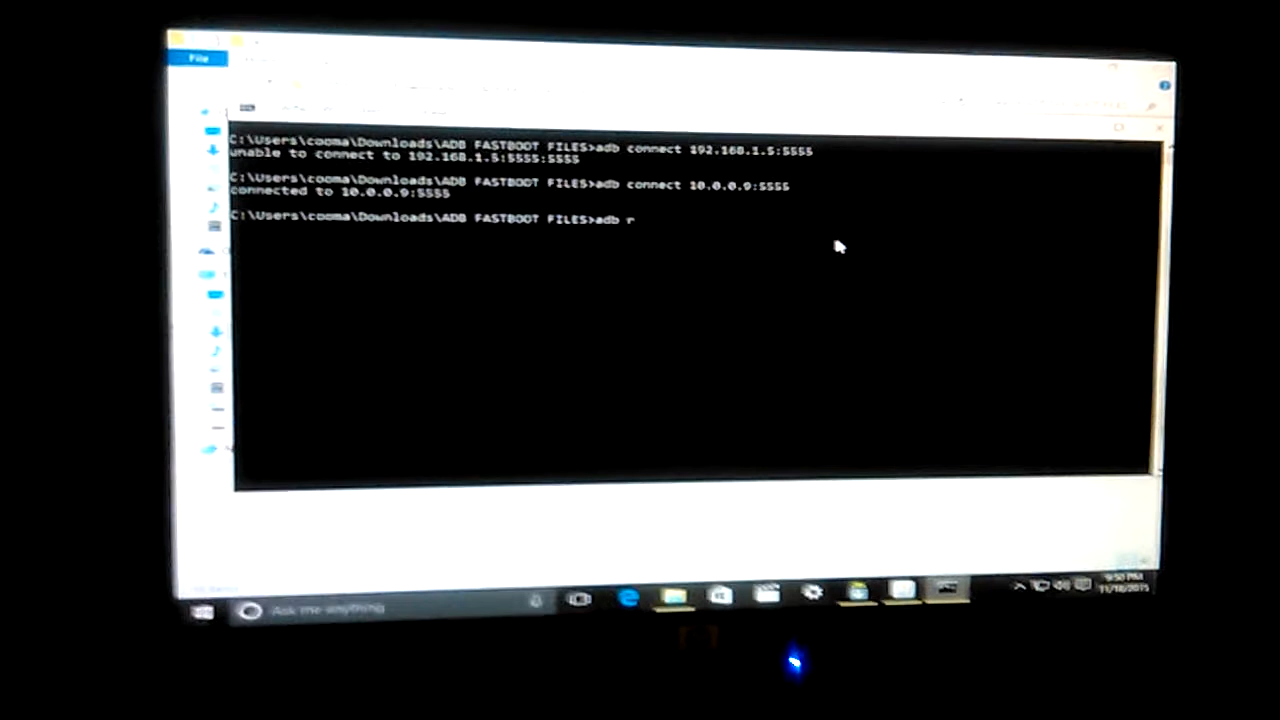 File
C:\Users\cooma\Downloads\ADB FASTBOOT FILES>adb connect 192.168.1.5:5555
unable to connect to 192.168.1.5:5555:5555
C:\Users\cooma\Downloads\ADB FASTBOOT FILES>adb connect 10.0.0.9:5555
connected to 10.0.0.9:5555
C:\Users\cooma\Downloads\ADB FASTBOOT FILES>adb r
Ask me anything
9:50 PM
11/18/2015